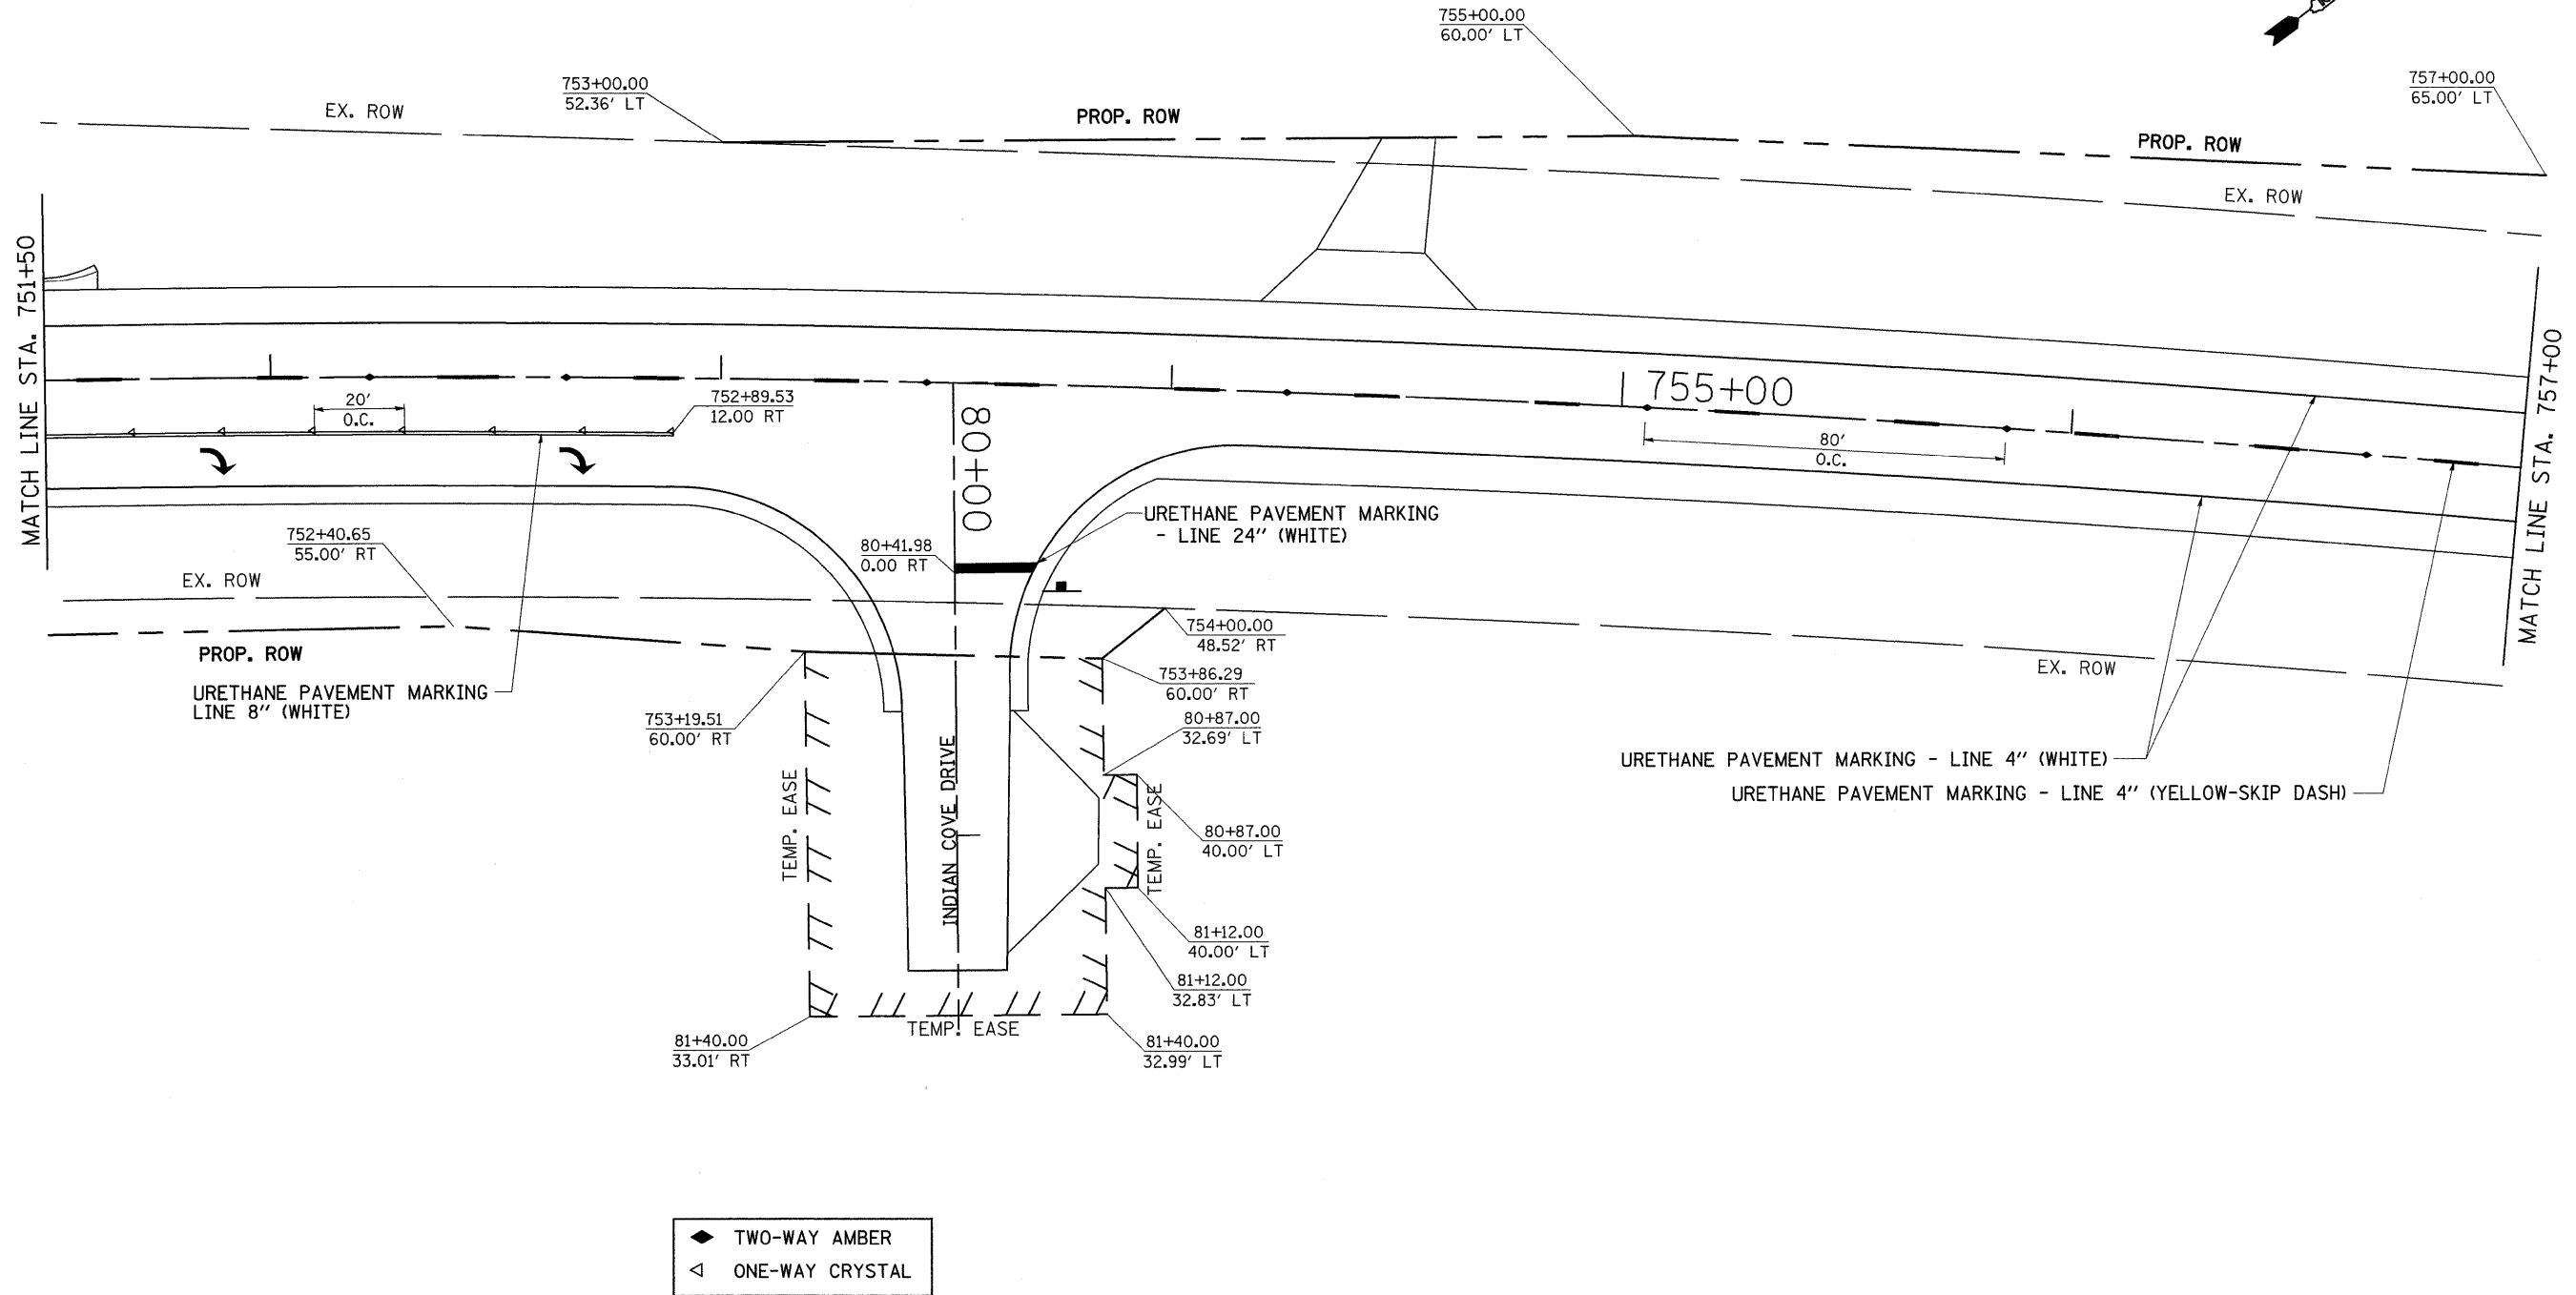 755+00.00
60.00' LT
753+00.00
52.36' LT
757+00.00
65.00' LT
EX. ROW
PROP. ROW
PROP. ROW
EX. ROW
MATCH LINE STA. 751+50
MATCH LINE STA. 757+00
20'
O.C.
752+89.53
12.00 RT
755+00
80'
O.C.
80+00
URETHANE PAVEMENT MARKING
- LINE 24" (WHITE)
80+41.98
0.00 RT
752+40.65
55.00' RT
EX. ROW
PROP. ROW
URETHANE PAVEMENT MARKING
LINE 8" (WHITE)
754+00.00
48.52' RT
753+86.29
60.00' RT
EX. ROW
753+19.51
60.00' RT
80+87.00
32.69' LT
URETHANE PAVEMENT MARKING - LINE 4" (WHITE)
URETHANE PAVEMENT MARKING - LINE 4" (YELLOW-SKIP DASH)
TEMP. EASE
INDIAN COVE DRIVE
TEMP. EASE
80+87.00
40.00' LT
81+12.00
40.00' LT
81+12.00
32.83' LT
TEMP. EASE
81+40.00
33.01' RT
81+40.00
32.99' LT
TWO-WAY AMBER
ONE-WAY CRYSTAL